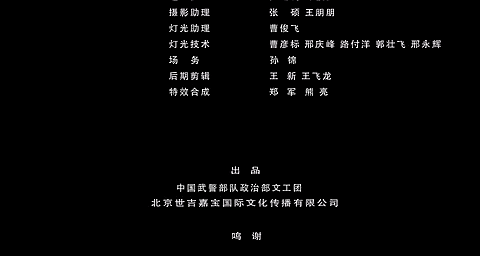 摄影助理 张 硕 王朋朋
灯光助理 曹俊飞
灯光技术 曹彦标 邢庆峰 路付洋 郭壮飞 邢永辉
场 务 孙 锦
后期剪辑 王 新 王飞龙
特效合成 郑 军 熊 亮
出 品
中国武警部队政治部文工团
北京世吉嘉宝国际文化传播有限公司
鸣 谢